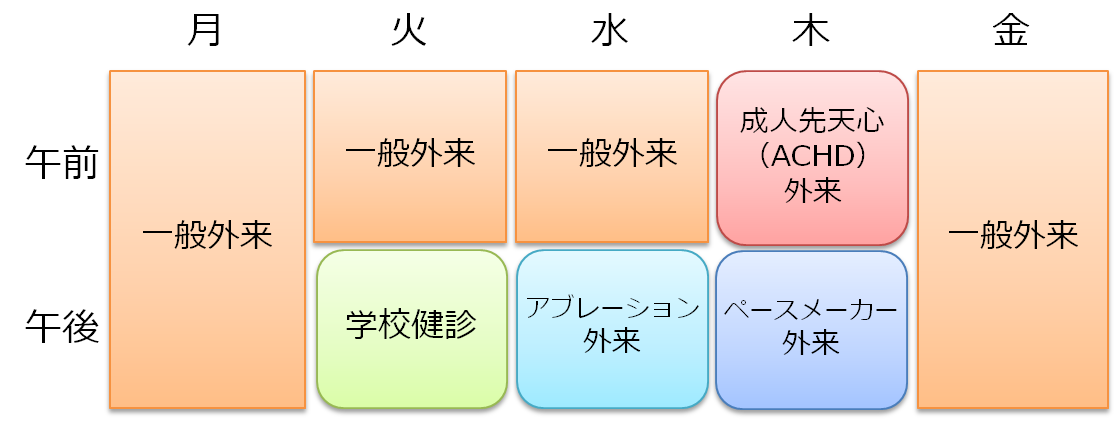 月 火 水 木 金
午前
午後
一般外来
一般外来
一般外来
成人先天心
（ACHD）
外来
一般外来
学校健診
アブレーション
外来
ペースメーカー
外来